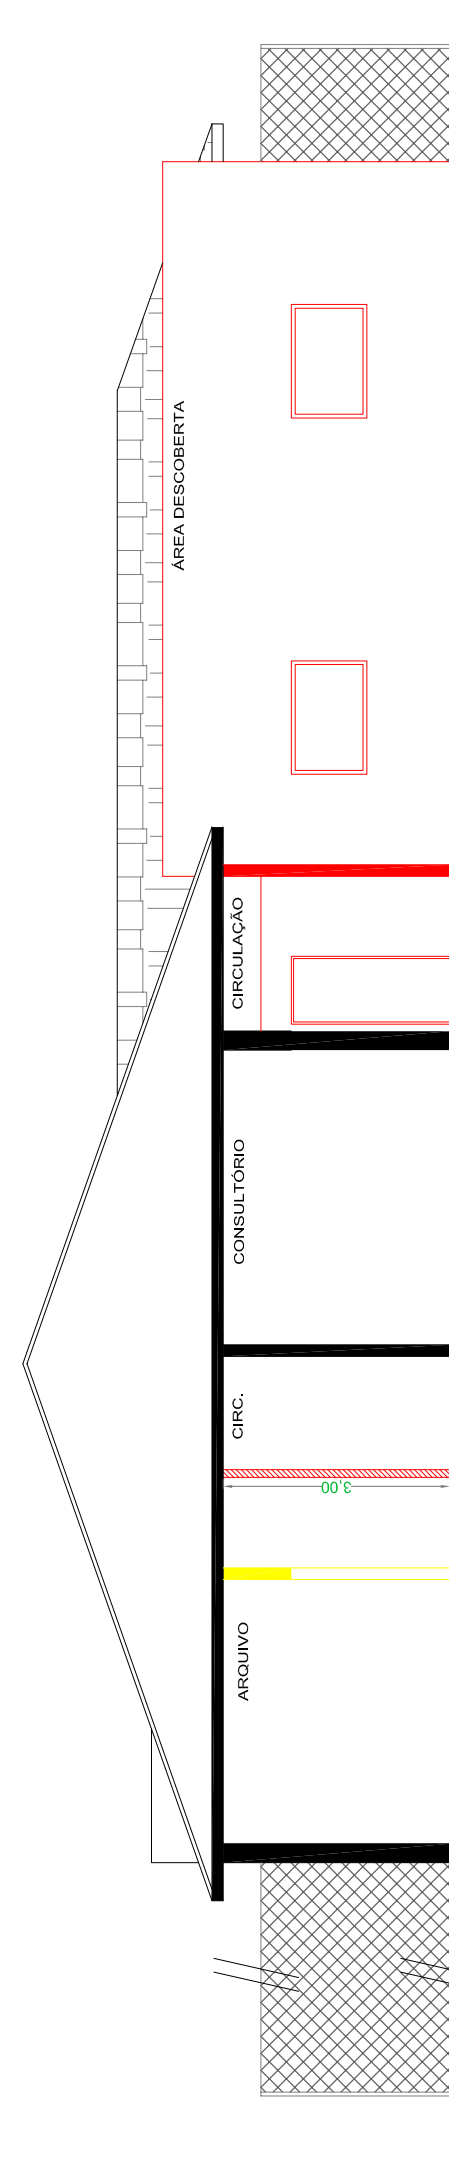 ÁREA DESCOBERTA
CIRCULAÇÃO
CONSULTÓRIO
CIRC.
3,00
ARQUIVO